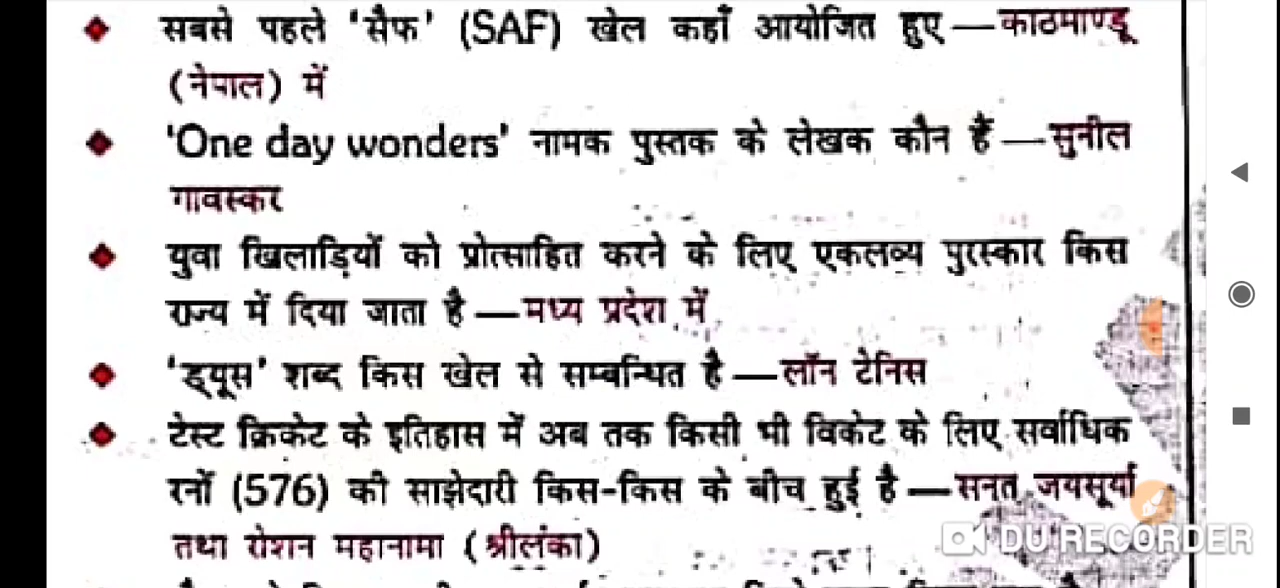 सबसे पहले 'सैफ' (SAF) खेल कहाँ आयोजित हुए—काठमाण्डू
(नेपाल) में
'One day wonders' नामक पुस्तक के लेखक कौन हैं—सुनील
गावस्कर
युवा खिलाड़ियों को प्रोत्साहित करने के लिए एकलव्य पुरस्कार किस
राज्य में दिया जाता है—मध्य प्रदेश में
'ड्यूस' शब्द किस खेल से सम्बन्धित है—लॉन टेनिस
टेस्ट क्रिकेट के इतिहास में अब तक किसी भी विकेट के लिए सर्वाधिक
रनों (576) की साझेदारी किस-किस के बीच हुई है—सनत जयसूर्या
तथा रोशन महानामा (श्रीलंका)
DU RECORDER